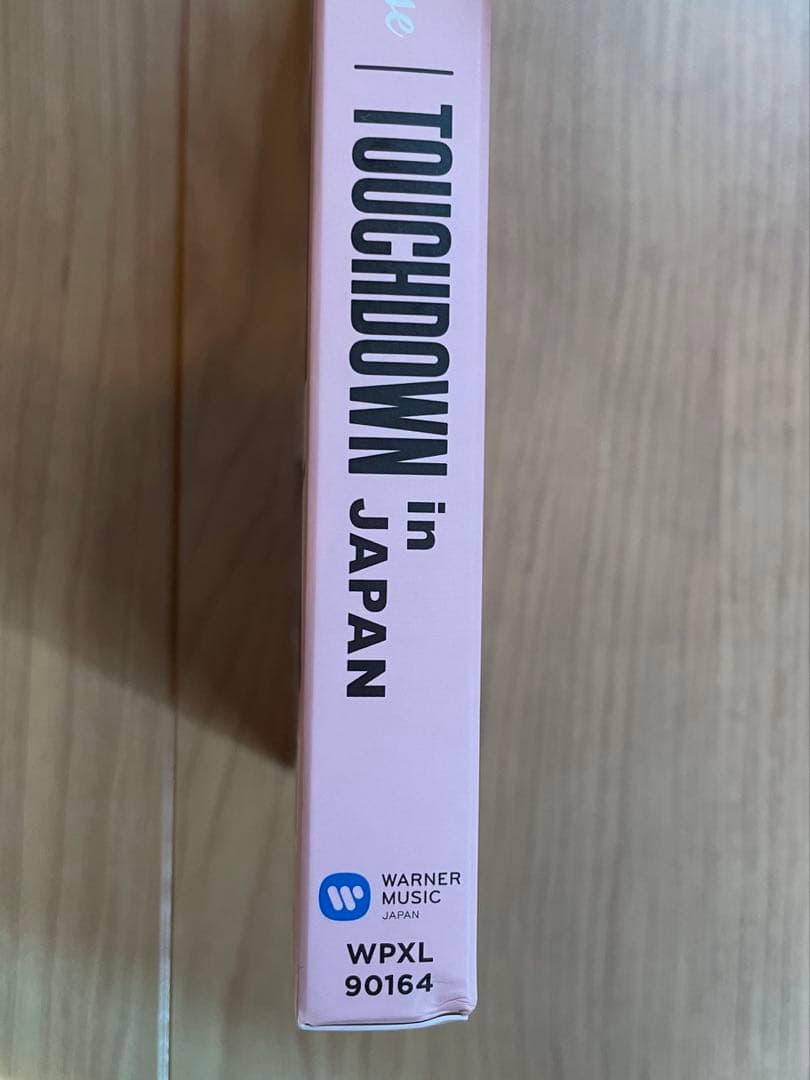 TOUCHDOWN
in
JAPAN
WARNER
MUSIC
JAPAN
WPXL
90164